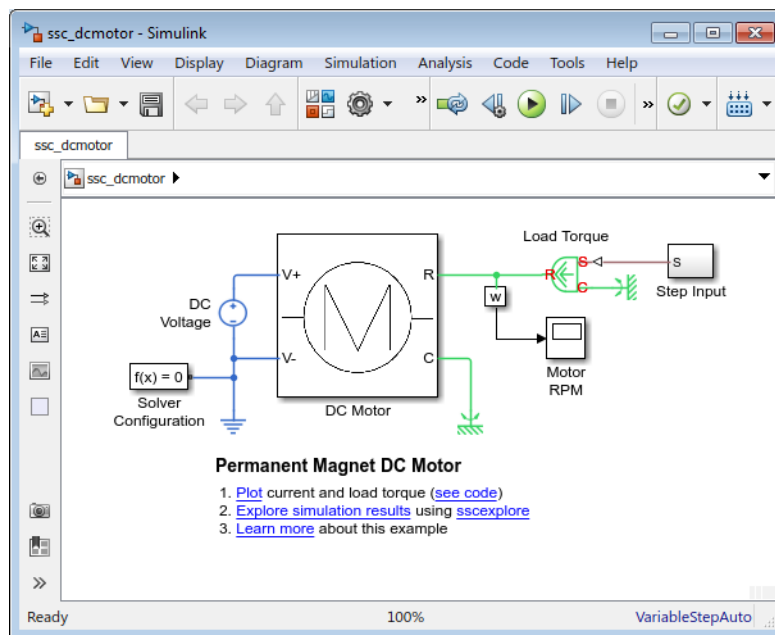 ssc_dcmotor - Simulink
File Edit View Display Diagram Simulation Analysis Code Tools Help
» »
ssc_dcmotor
ssc_dcmotor
Load Torque
V+
R
R
S
S
C
Step Input
DC
Voltage
w
V-
C
f(x) = 0
Solver
Configuration
DC Motor
Motor
RPM
Permanent Magnet DC Motor
1. Plot current and load torque (see code)
2. Explore simulation results using sscexplore
3. Learn more about this example
»
Ready 100% VariableStepAuto